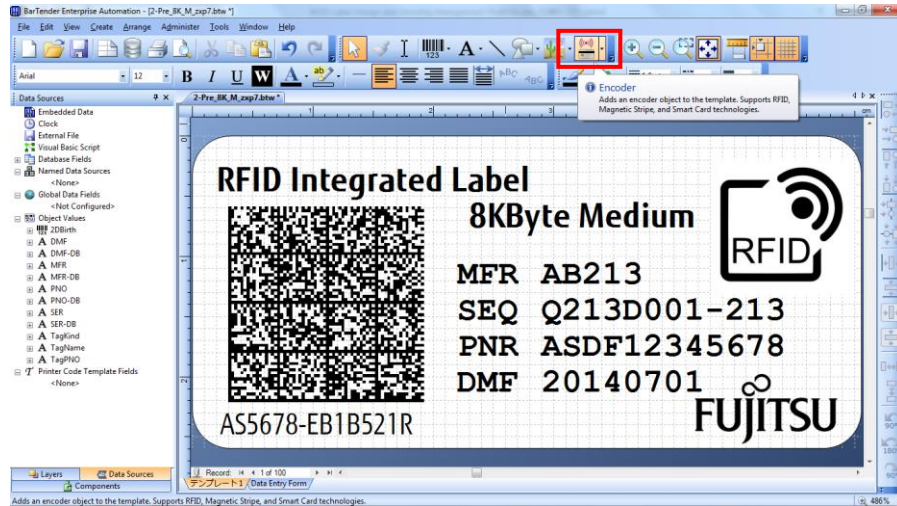 BarTender Enterprise Automation - [2-Pre_8K_M_zxp7.btw *]
File Edit View Create Arrange Administer Tools Window Help
Arial 12 B I U W A
Encoder
Adds an encoder object to the template. Supports RFID,
Magnetic Stripe, and Smart Card technologies.
Data Sources
2-Pre_8K_M_zxp7.btw *
Embedded Data
Clock
External File
Visual Basic Script
Database Fields
Named Data Sources
<None>
Global Data Fields
<Not Configured>
Object Values
2DBirth
A DMF
A DMF-DB
A MFR
A MFR-DB
A PNO
A PNO-DB
A SER
A SER-DB
A TagKind
A TagName
A TagPNO
Printer Code Template Fields
<None>
RFID Integrated Label
8KByte Medium
RFID
MFR AB213
SEQ Q213D001-213
PNR ASDF12345678
DMF 20140701
AS5678-EB1B521R
FUJITSU
Layers Data Sources
Components
Record: 1 of 100
テンプレート1 Data Entry Form
Adds an encoder object to the template. Supports RFID, Magnetic Stripe, and Smart Card technologies.
486%